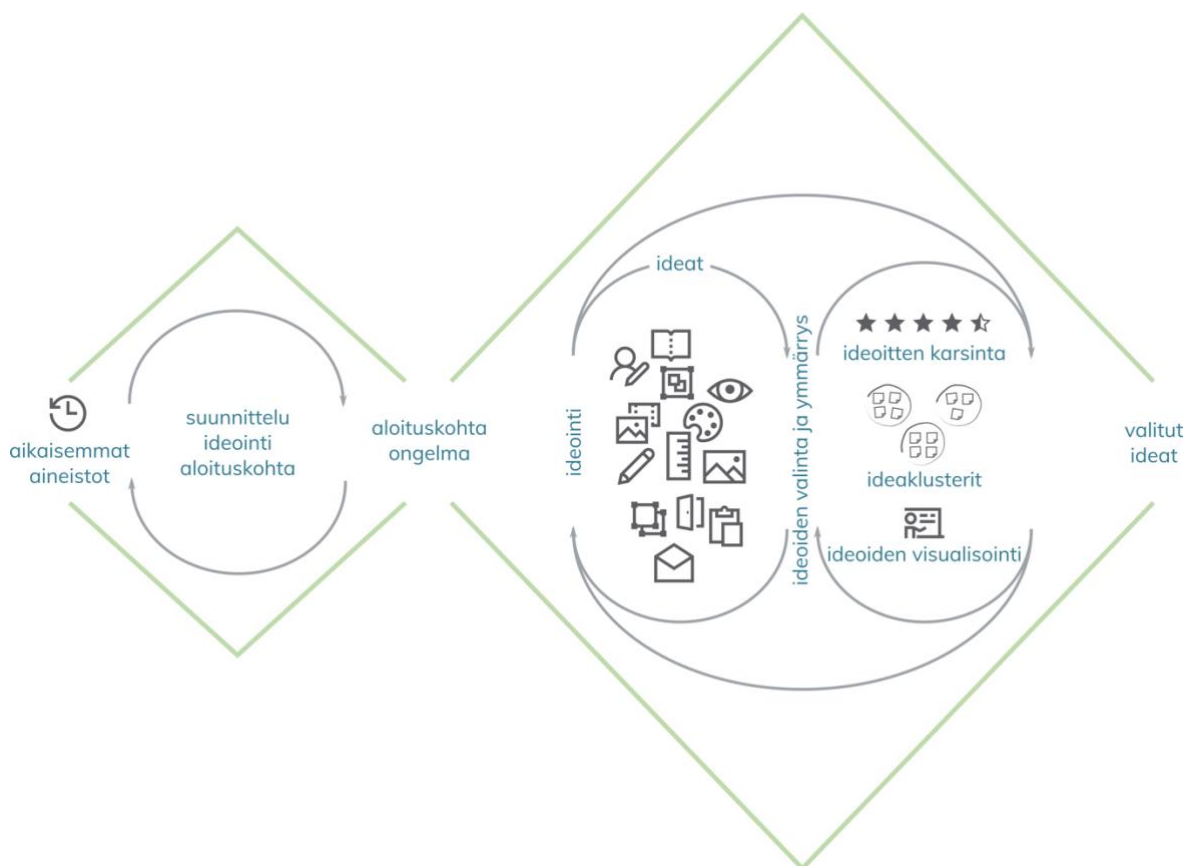 aikaisemmat
aineistot
suunnittelu
ideointi
aloituskohta
aloituskohta
ongelma
ideointi
ideat
ideoiden valinta ja ymmärrys
ideoitten karsinta
ideaklusterit
ideoiden visualisointi
valitut
ideat